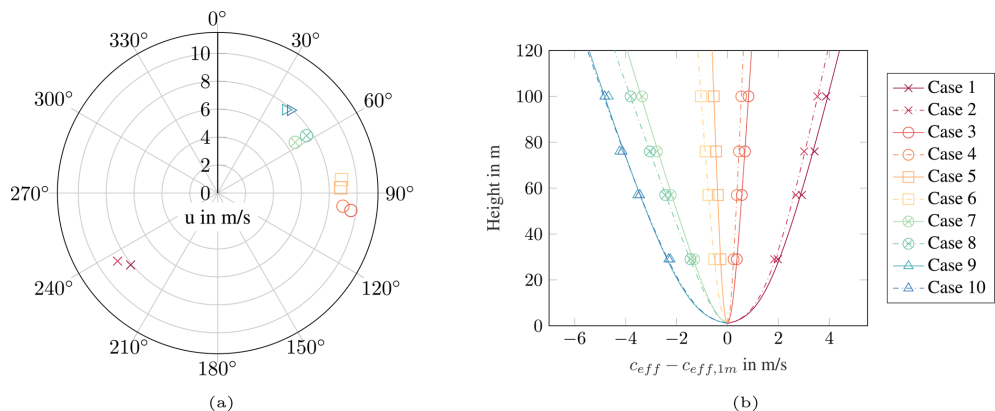 0°
330°
30°
10
8
300°
60°
6
4
2
270°
0
90°
u in m/s
240°
120°
210°
150°
180°
(a)
Height in m
120
100
80
60
40
20
0
−6
−4
−2
0
2
4
c_eff − c_eff,1m in m/s
(b)
Case 1
Case 2
Case 3
Case 4
Case 5
Case 6
Case 7
Case 8
Case 9
Case 10